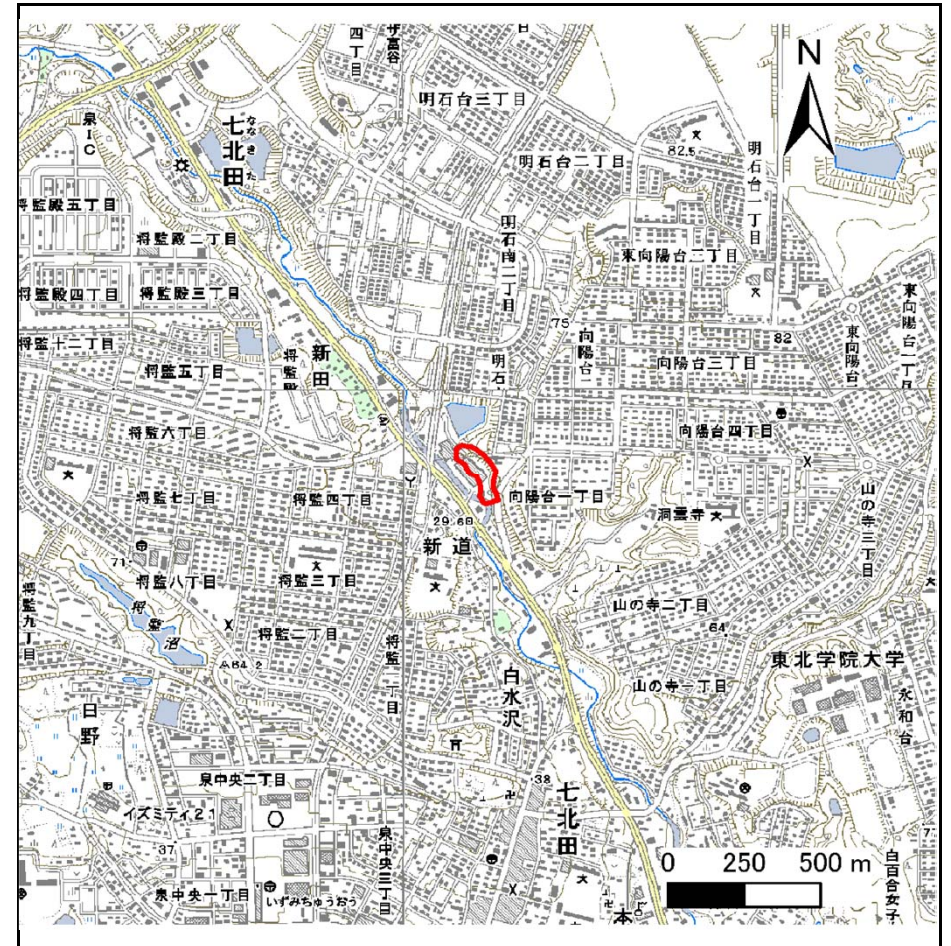 四丁目
明石台三丁目
N
七北田
ななきた
泉IC
82.5
明石台二丁目
明石台一丁目
将監殿五丁目
将監殿二丁目
明石南二丁目
東向陽台二丁目
将監殿四丁目
将監殿三丁目
75
向陽台
82
東向陽台
東向陽台一丁目
将監十二丁目
新田
将監五丁目
明石
向陽台三丁目
将監六丁目
向陽台四丁目
将監七丁目
将監四丁目
向陽台一丁目
洞雲寺
山の寺三丁目
29.60
新道
71
将監八丁目
将監三丁目
将監九丁目
将監沼
将監二丁目
山の寺二丁目
64
84.2
将監一丁目
白水沢
東北学院大学
山の寺一丁目
永和台
日野
泉中央二丁目
38
イズミティ21
七北田
37
泉中央三丁目
0 250 500 m
泉中央一丁目
いずみちゅうおう
白百合女子